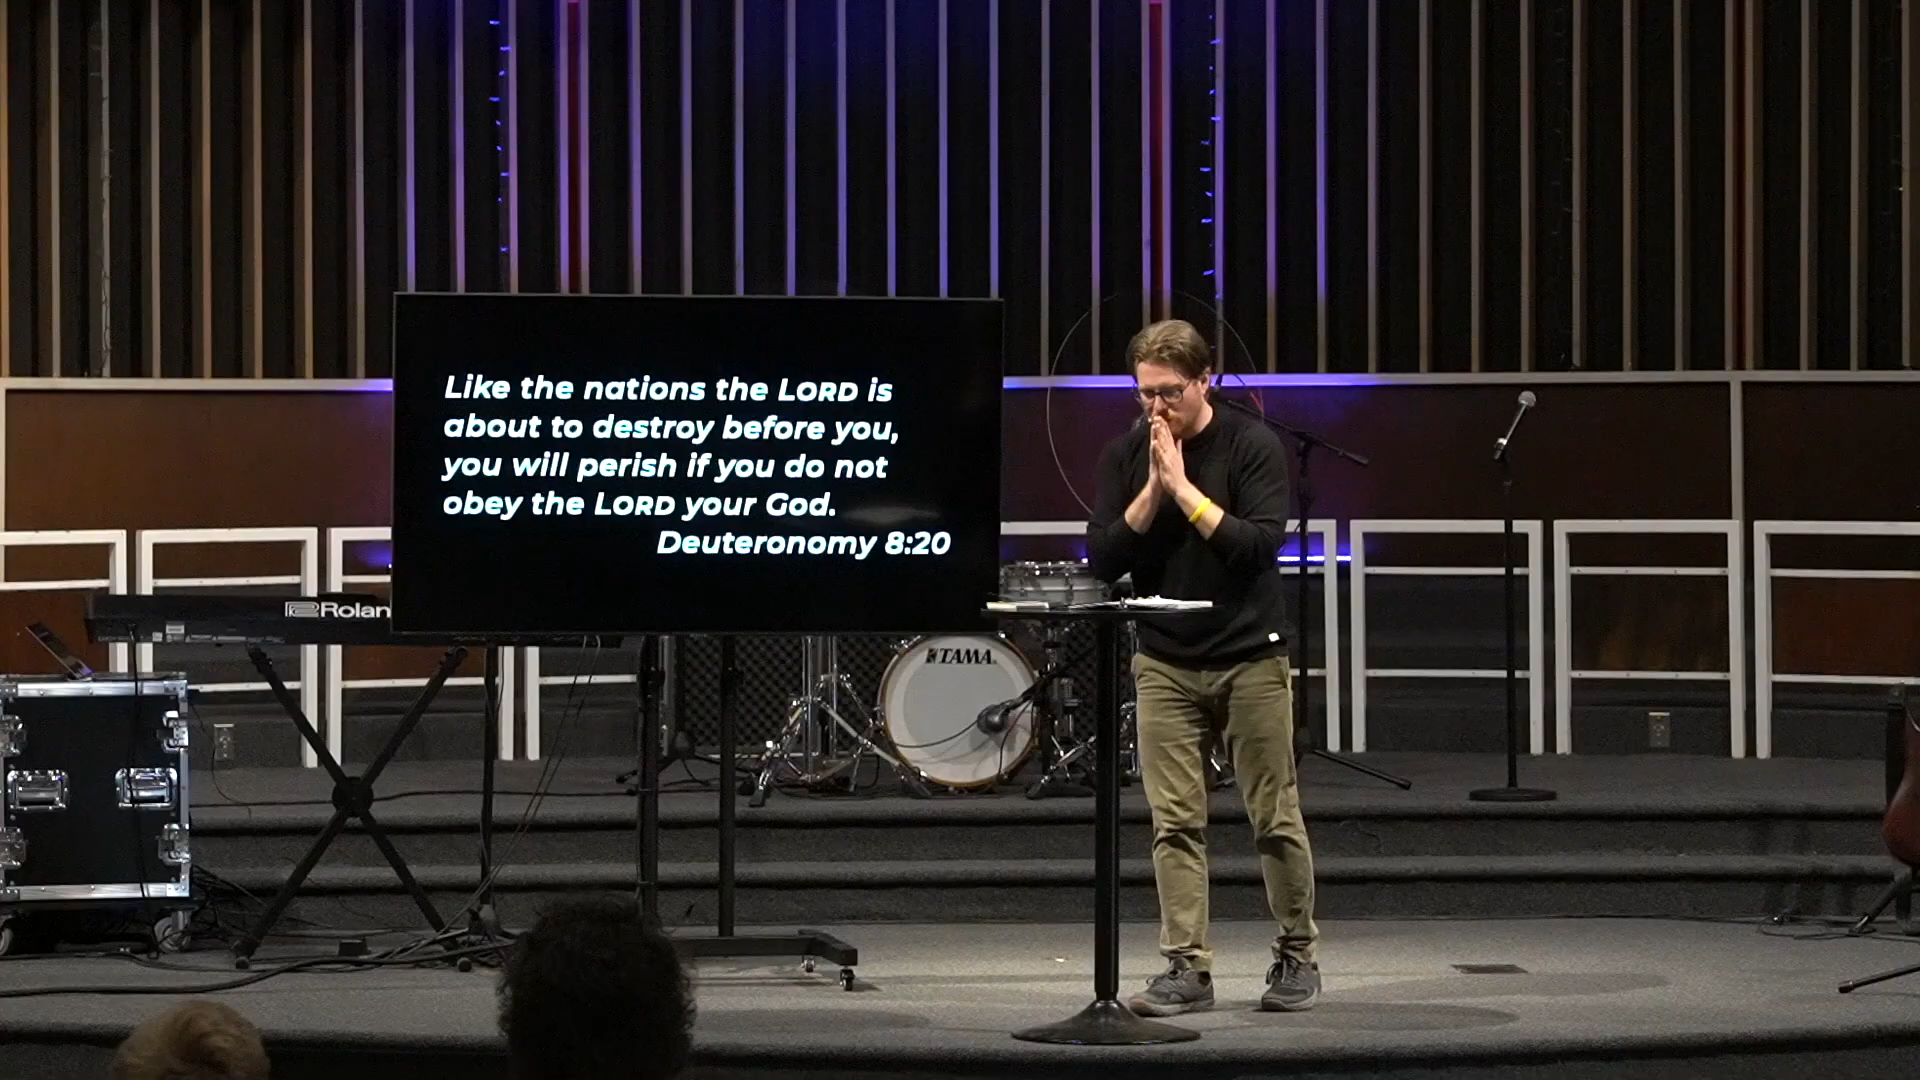 Like the nations the LORD is
about to destroy before you,
you will perish if you do not
obey the LORD your God.
Deuteronomy 8:20
Rolan
TAMA